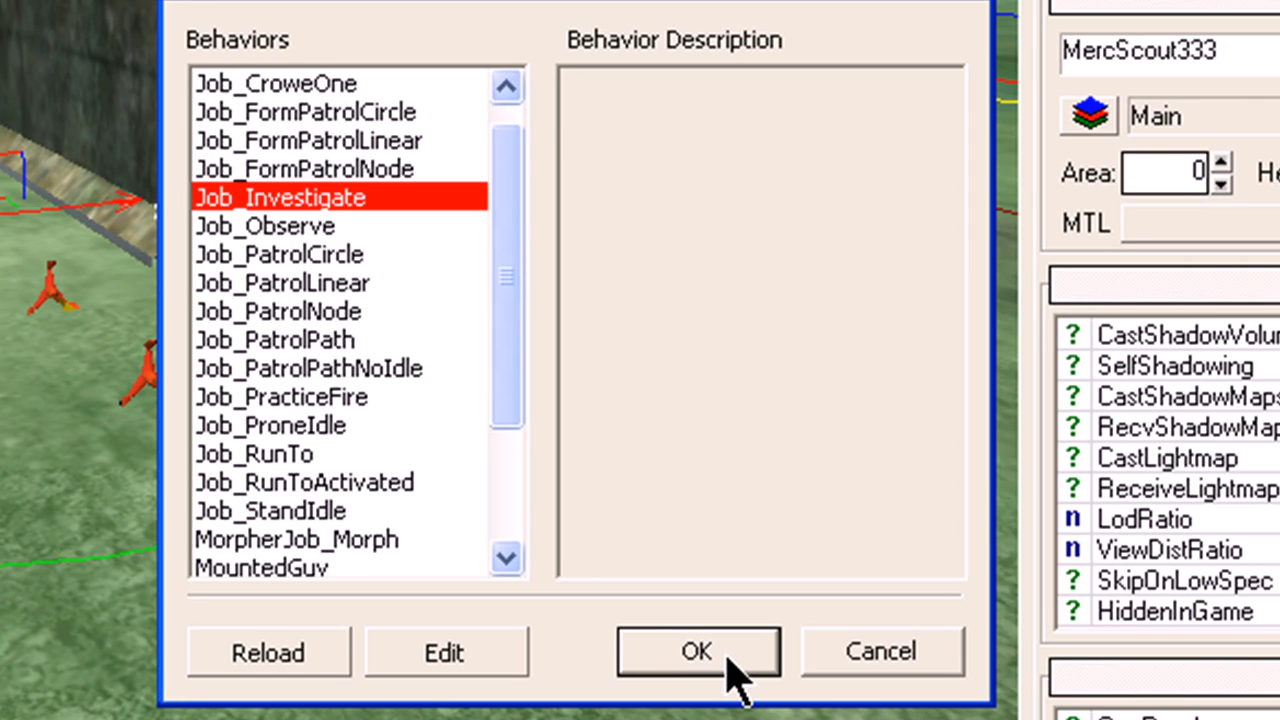 Behaviors
Behavior Description
Job_CroweOne
Job_FormPatrolCircle
Job_FormPatrolLinear
Job_FormPatrolNode
Job_Investigate
Job_Observe
Job_PatrolCircle
Job_PatrolLinear
Job_PatrolNode
Job_PatrolPath
Job_PatrolPathNoIdle
Job_PracticeFire
Job_ProneIdle
Job_RunTo
Job_RunToActivated
Job_StandIdle
MorpherJob_Morph
MountedGuy
Reload
Edit
OK
Cancel
MercScout333
Main
Area: 0 He
MTL
? CastShadowVolu
? SelfShadowing
? CastShadowMaps
? RecvShadowMap
? CastLightmap
? ReceiveLightmap
n LodRatio
n ViewDistRatio
? SkipOnLowSpec
? HiddenInGame